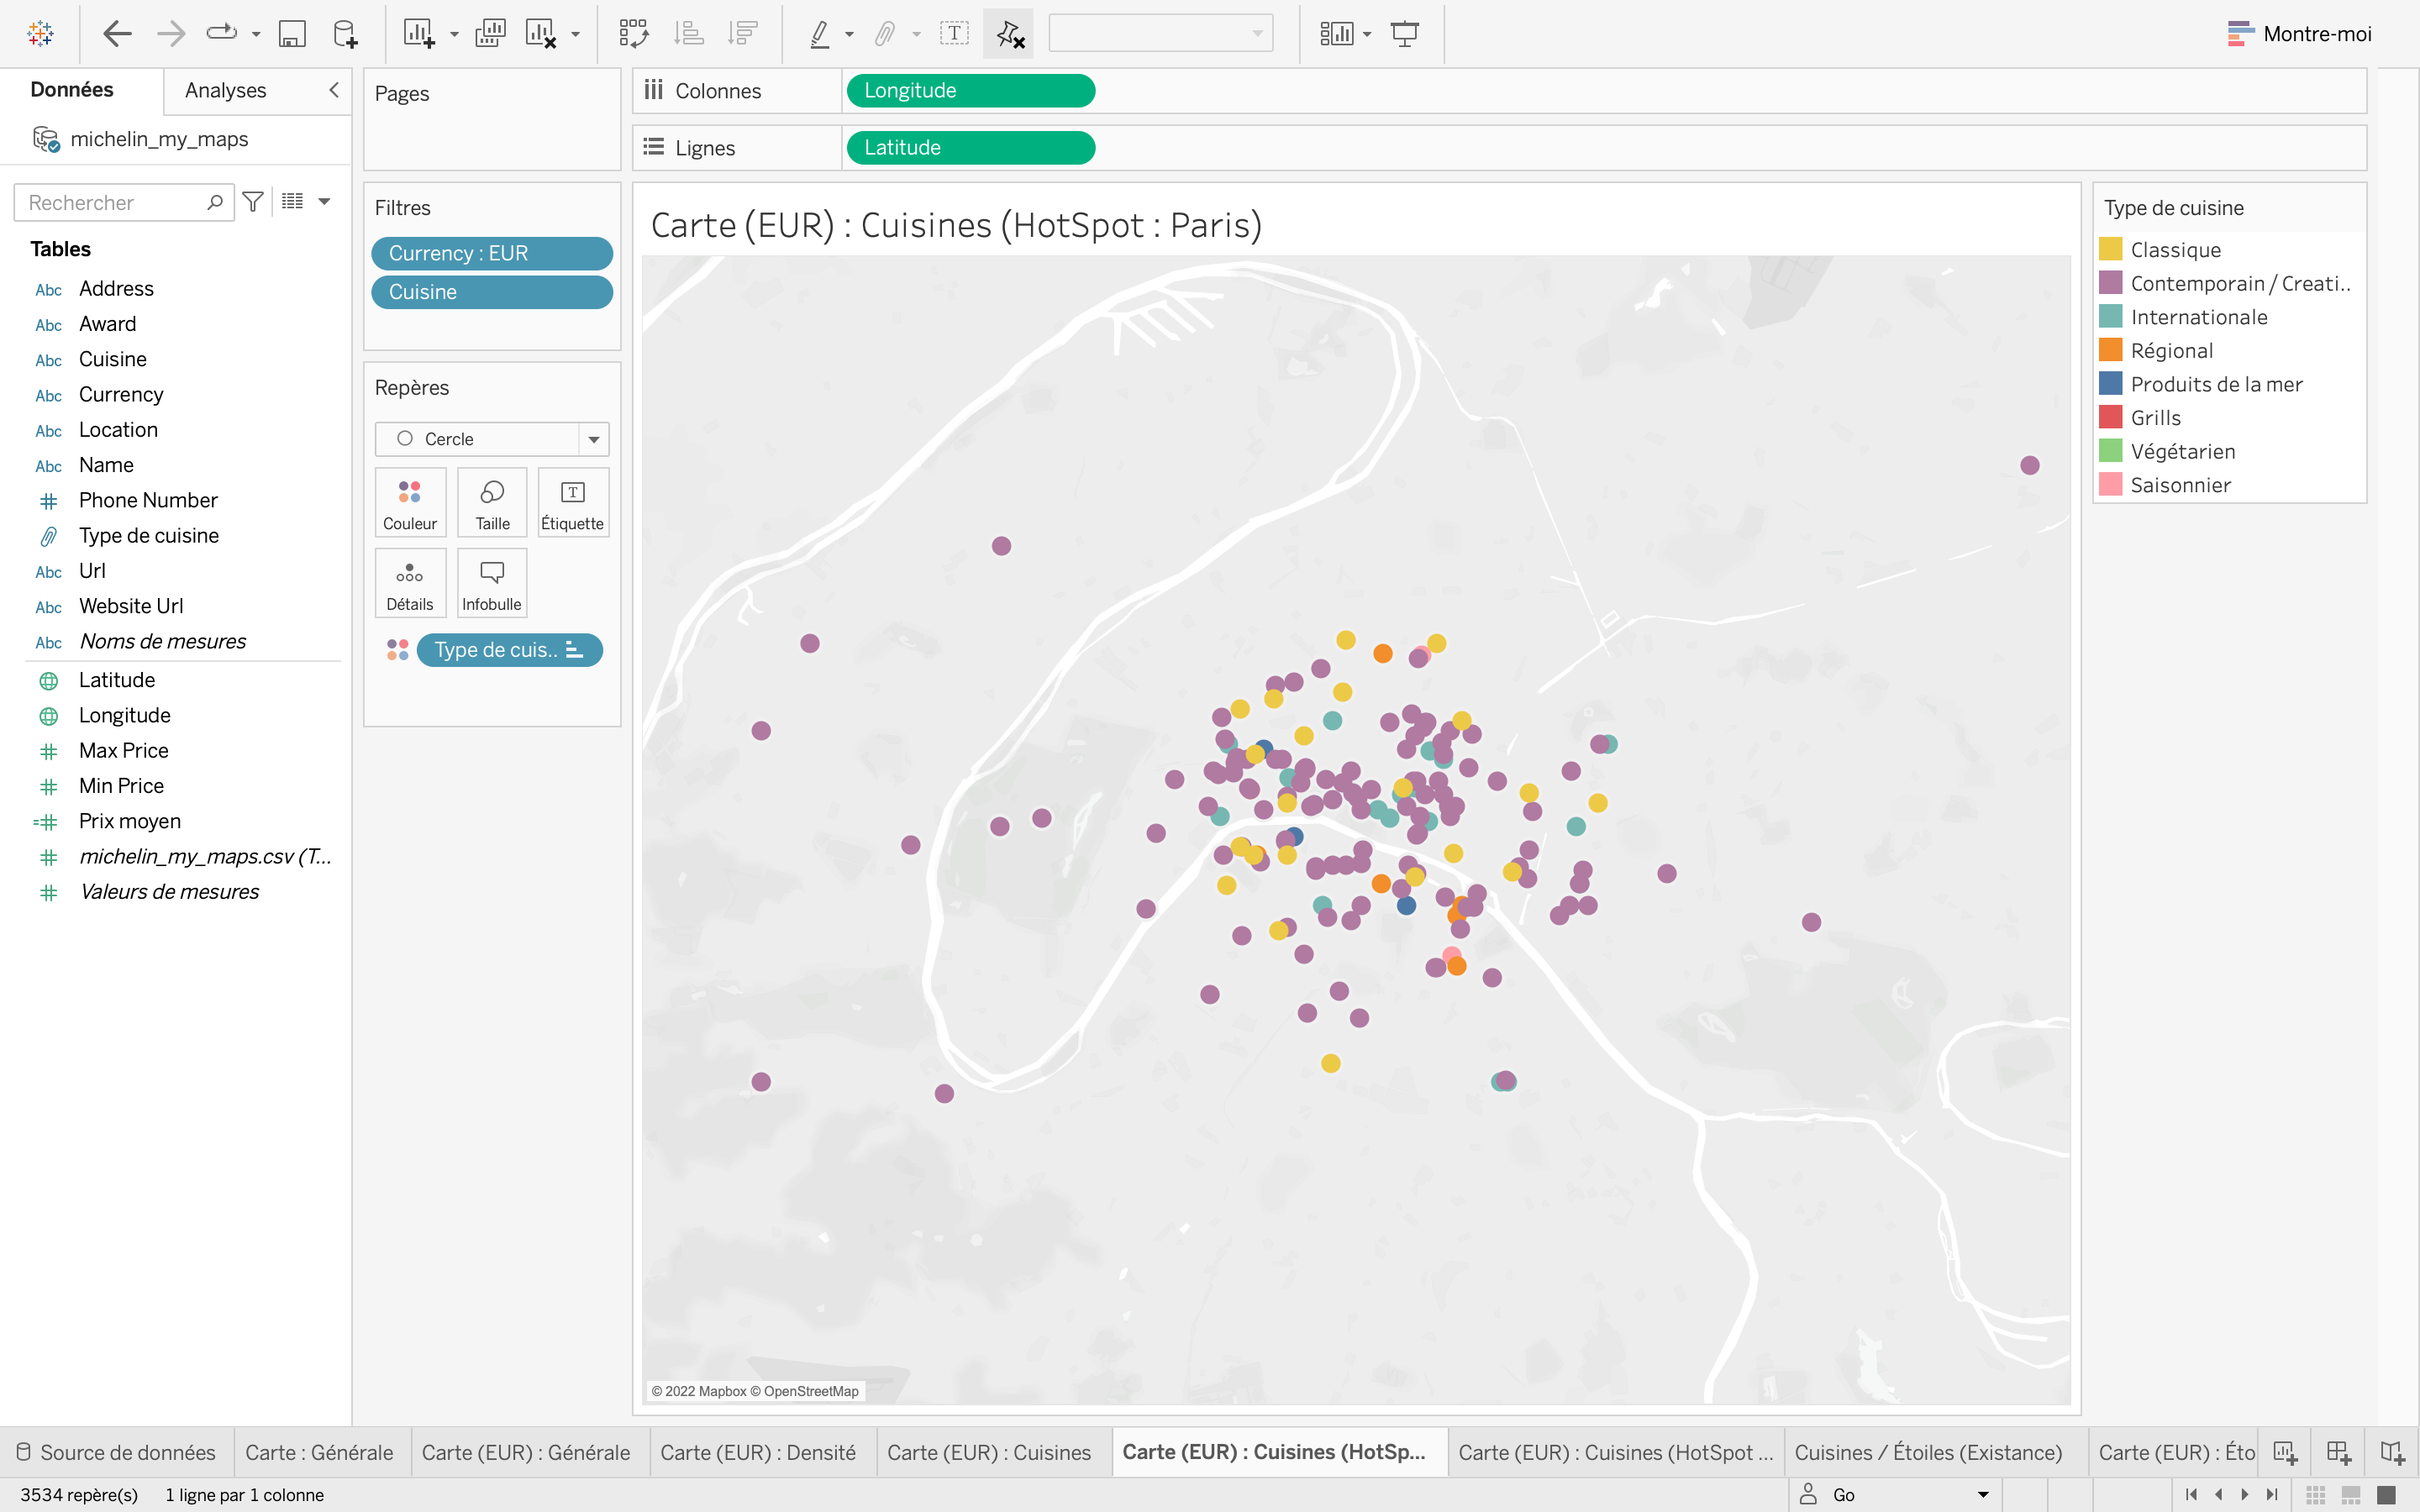 Montre-moi
Données
Analyses
michelin_my_maps
Rechercher
Tables
Abc Address
Abc Award
Abc Cuisine
Abc Currency
Abc Location
Abc Name
Phone Number
Type de cuisine
Abc Url
Abc Website Url
Abc Noms de mesures
Latitude
Longitude
Max Price
Min Price
Prix moyen
michelin_my_maps.csv (T...
Valeurs de mesures
Pages
Filtres
Currency : EUR
Cuisine
Repères
Cercle
Couleur
Taille
Étiquette
Détails
Infobulle
Type de cuis..
Colonnes
Longitude
Lignes
Latitude
Carte (EUR) : Cuisines (HotSpot : Paris)
© 2022 Mapbox © OpenStreetMap
Type de cuisine
Classique
Contemporain / Creati..
Internationale
Régional
Produits de la mer
Grills
Végétarien
Saisonnier
Source de données
Carte : Générale
Carte (EUR) : Générale
Carte (EUR) : Densité
Carte (EUR) : Cuisines
Carte (EUR) : Cuisines (HotSp...
Carte (EUR) : Cuisines (HotSpot ...
Cuisines / Étoiles (Existance)
Carte (EUR) : Éto
3534 repère(s)
1 ligne par 1 colonne
Go